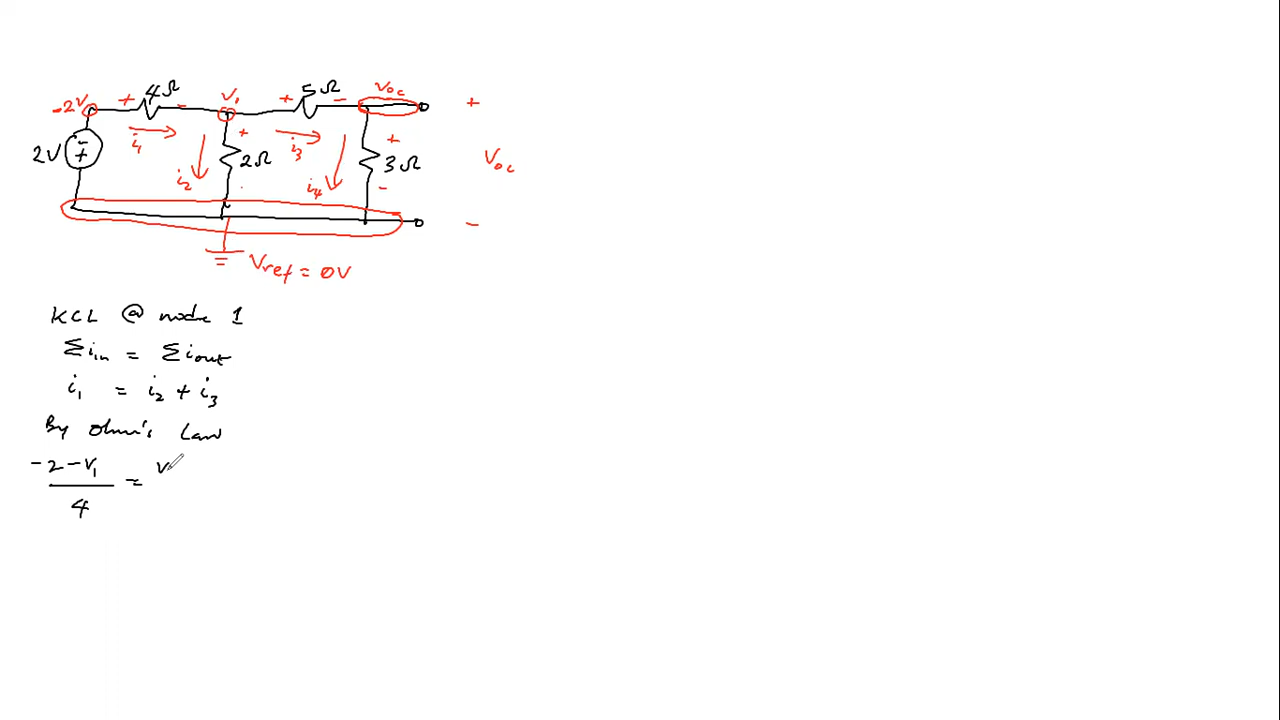 -2V + 4Ω - V₁ + 5Ω - Voc +
i₁ + i₃ +
2V - + 2Ω 3Ω Voc
i₂ i₄ -
-
Vref = 0V
KCL @ node 1
Σiin = Σiout
i₁ = i₂ + i₃
By Ohm's Law
-2 - V₁ = V
4